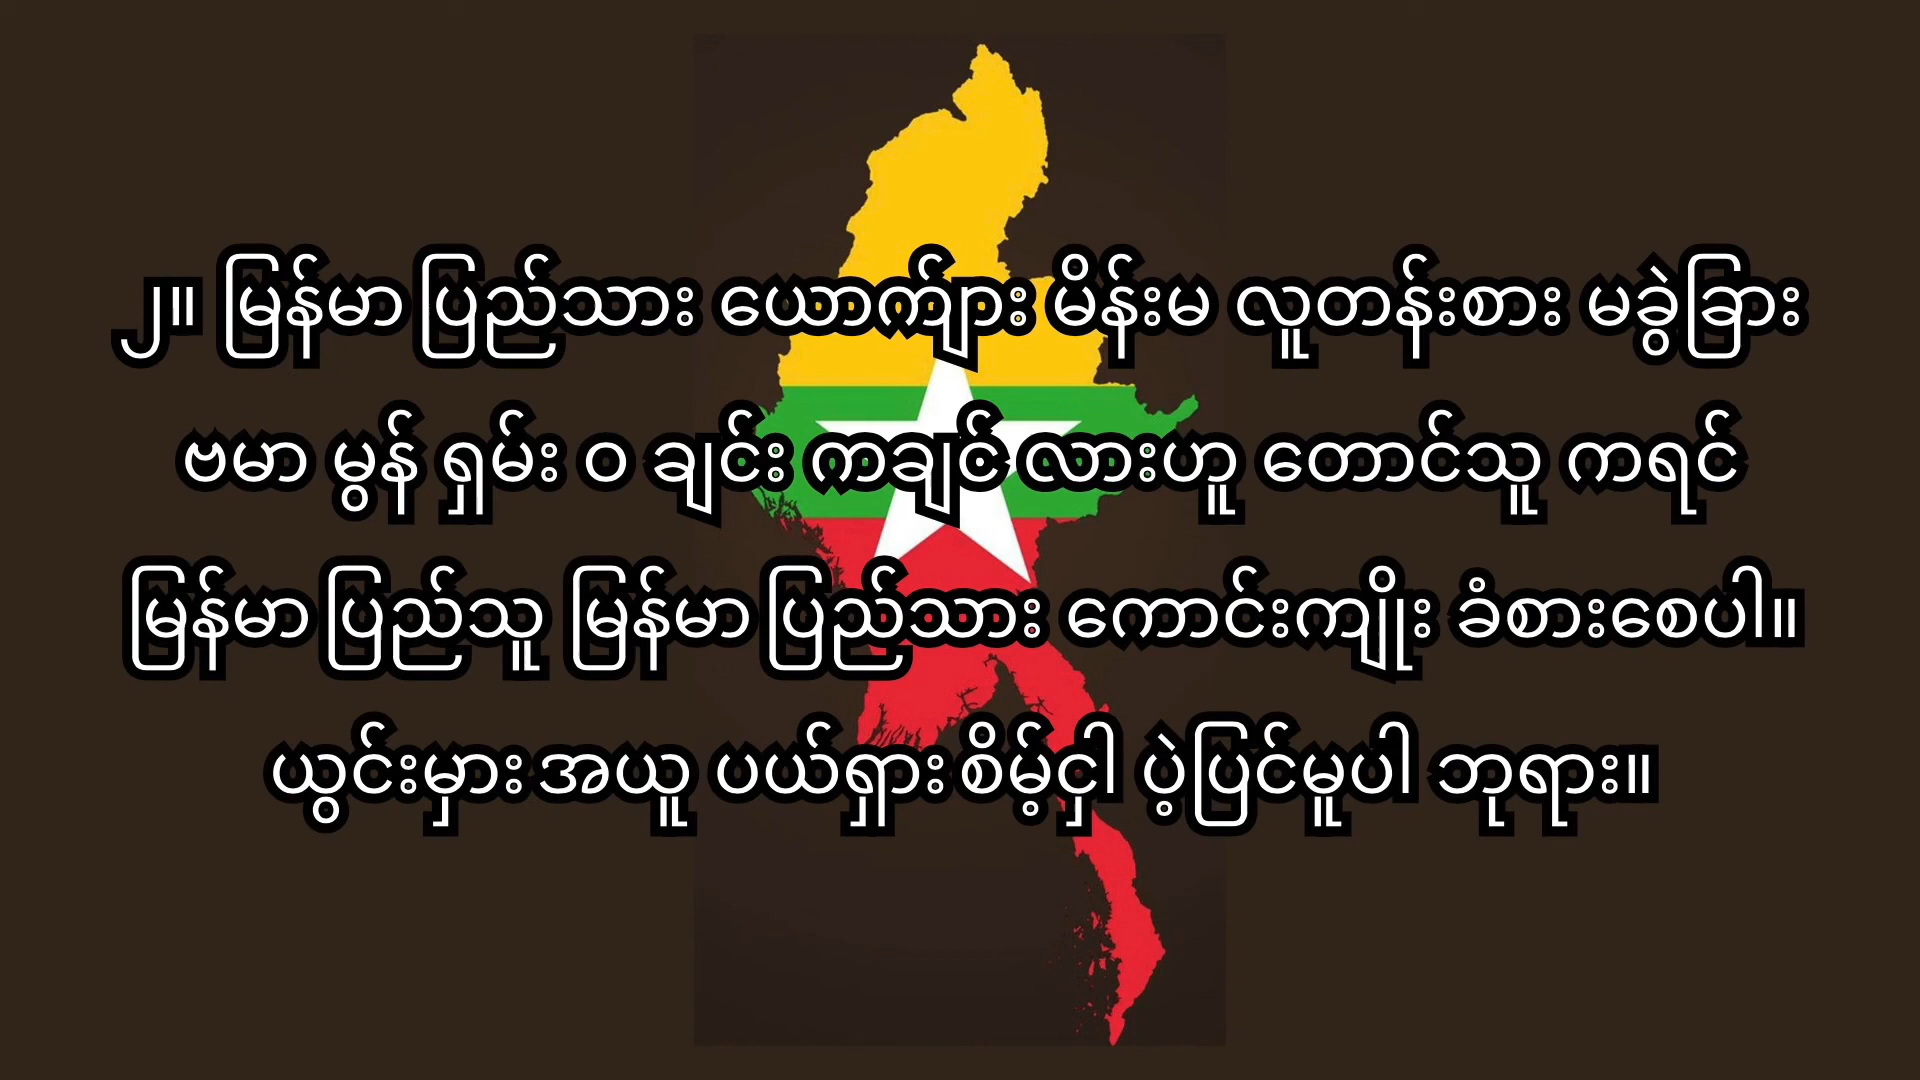 ၂။ မြန်မာ ပြည်သား ယောက်ျား မိန်းမ လူတန်းစား မခွဲခြား
ဗမာ မွန် ရှမ်း ဝ ချင်း ကချင် လားဟူ တောင်သူ ကရင်
မြန်မာ ပြည်သူ မြန်မာ ပြည်သား ကောင်းကျိုး ခံစားစေပါ။
ယွင်းမှားအယူ ပယ်ရှားစိမ့်ငှါ ပဲ့ပြင်မူပါ ဘုရား။